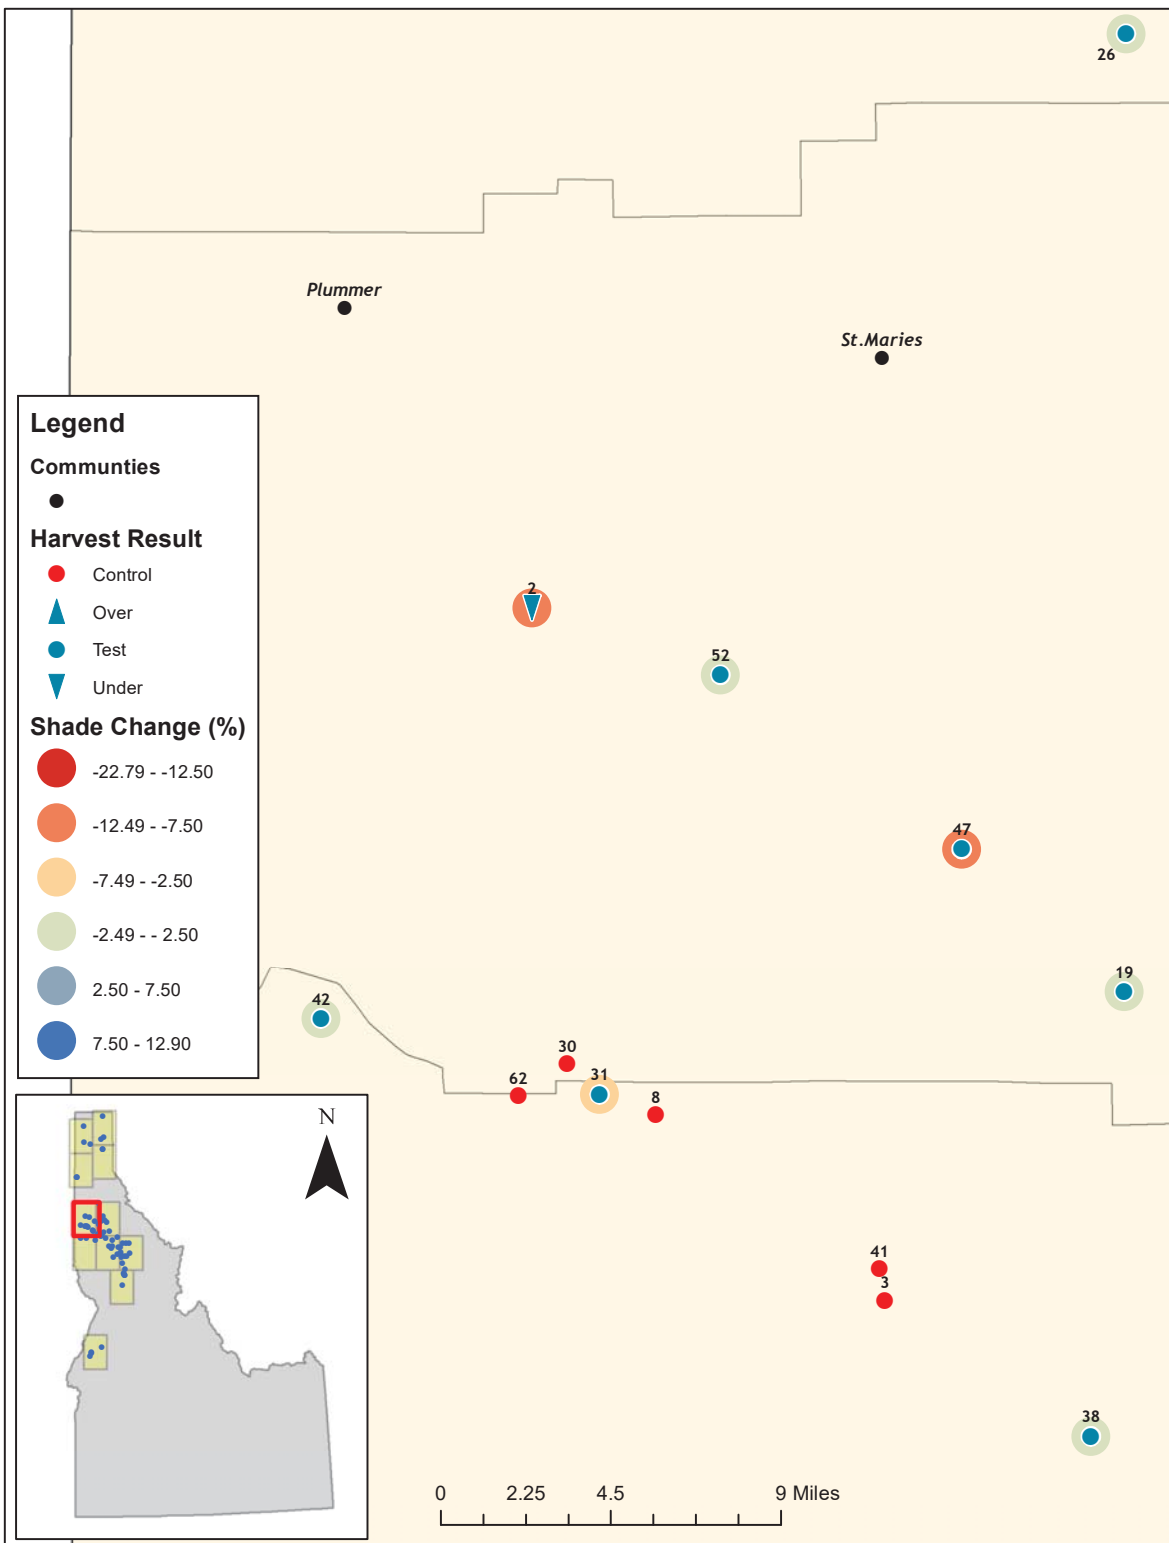 26
Plummer
St.Maries
Legend
Communties
Harvest Result
Control
Over
Test
Under
Shade Change (%)
-22.79 - -12.50
-12.49 - -7.50
-7.49 - -2.50
-2.49 - - 2.50
2.50 - 7.50
7.50 - 12.90
2
52
47
19
42
30
62
31
8
41
3
38
N
0 2.25 4.5 9 Miles